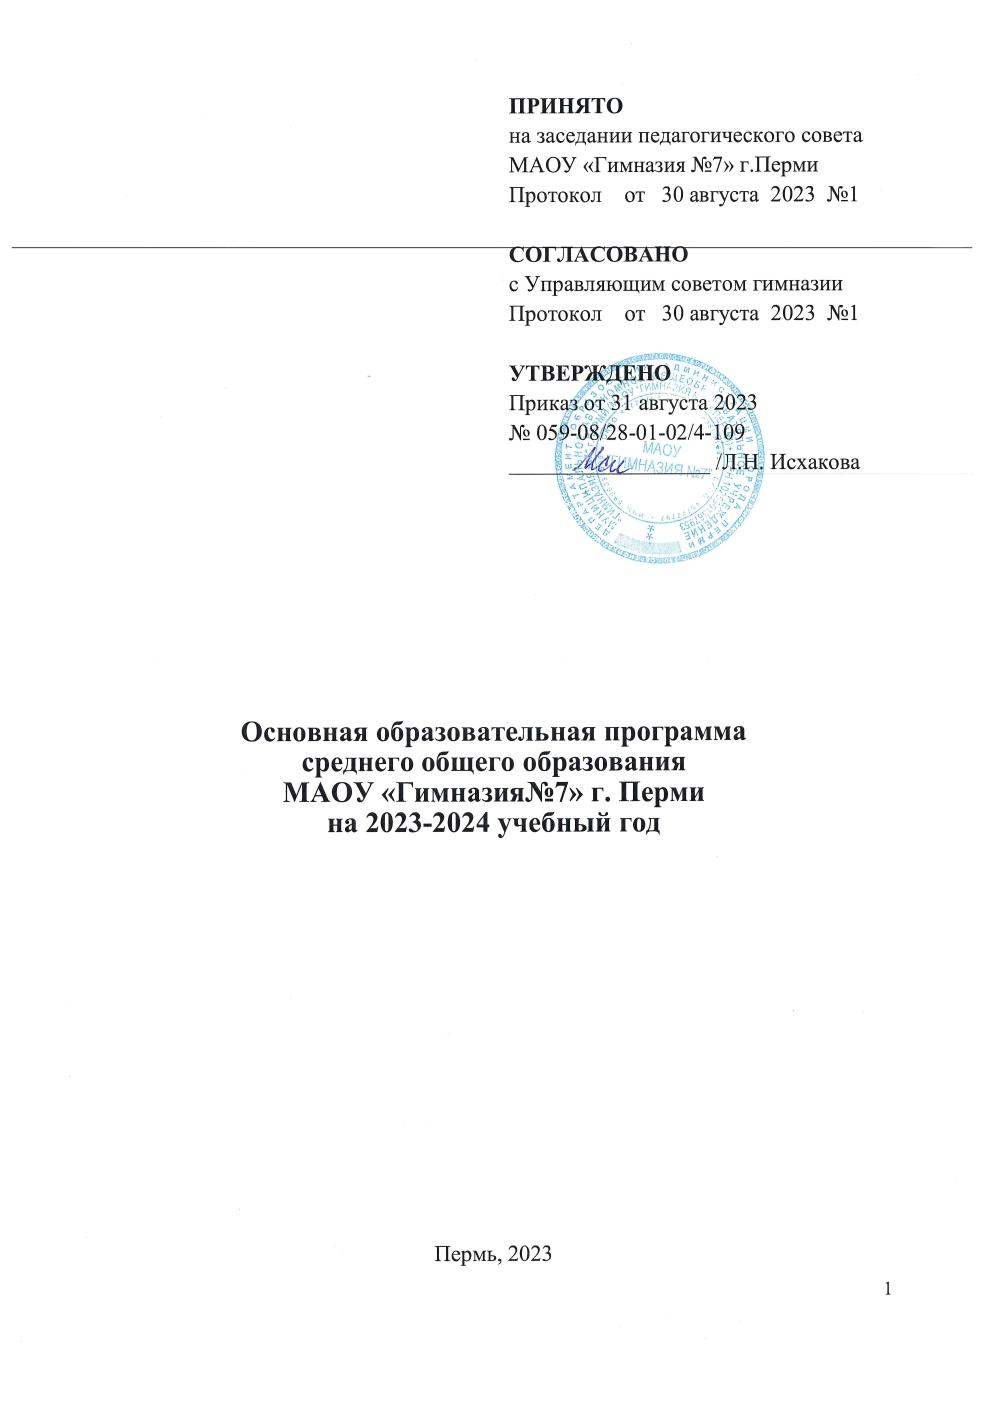 ПРИНЯТО
на заседании педагогического совета
МАОУ «Гимназия №7» г.Перми
Протокол от 30 августа 2023 №1
СОГЛАСОВАНО
с Управляющим советом гимназии
Протокол от 30 августа 2023 №1
УТВЕРЖДЕНО
Приказ от 31 августа 2023
№ 059-08/28-01-02/4-109
/Л.Н. Исхакова
МАОУ
"ГИМНАЗИЯ №7"
Основная образовательная программа
среднего общего образования
МАОУ «Гимназия№7» г. Перми
на 2023-2024 учебный год
Пермь, 2023
1